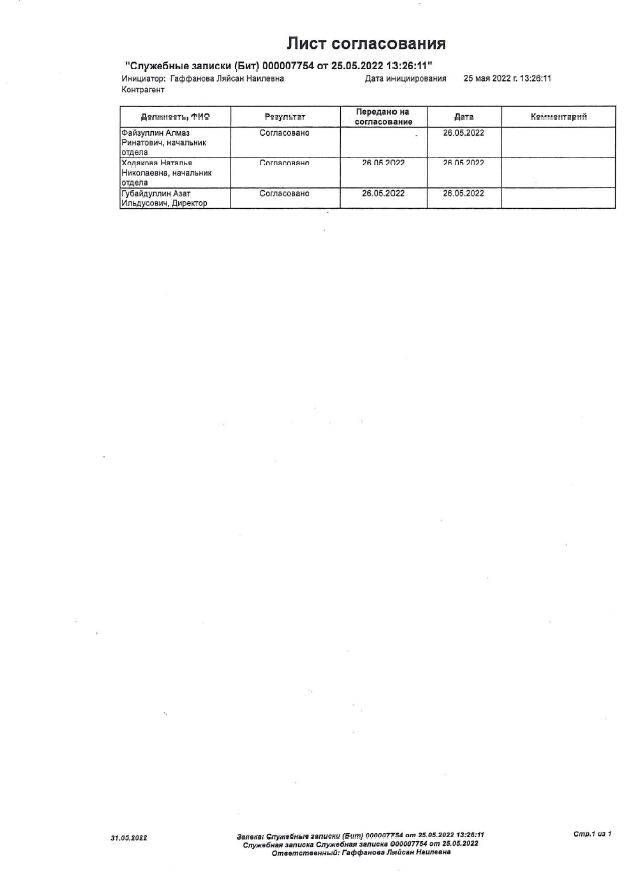 Лист согласования
"Служебные записки (Бит) 000007754 от 25.05.2022 13:26:11"
Инициатор: Гаффанова Ляйсан Наилевна Дата инициирования 25 мая 2022 г. 13:26:11
Контрагент
Должность, ФИО Результат Передано на согласование Дата Комментарий
Файзуллин Алмаз Согласовано 26.05.2022
Ринатович, начальник
отдела
Ходакова Наталья Согласовано 26.05.2022 26.05.2022
Николаевна, начальник
отдела
Губайдуллин Азат Согласовано 26.05.2022 26.05.2022
Ильдусович, Директор
31.05.2022 Заявка: Служебные записки (Бит) 000007754 от 25.05.2022 13:26:11 Стр.1 из 1
Служебная записка Служебная записка 000007754 от 25.05.2022
Ответственный: Гаффанова Ляйсан Наилевна